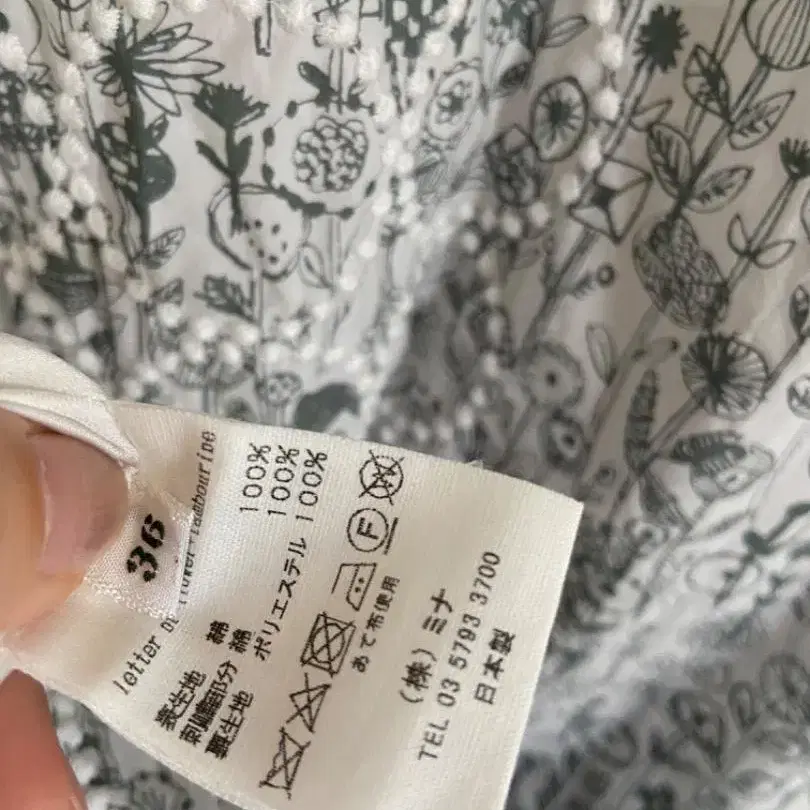 36
letter of flower-tambourine
表生地 綿 100%
刺繍部分 綿 100%
裏生地 ポリエステル 100%
F
あて布使用
(株) ミナ
TEL 03 5793 3700
日本製